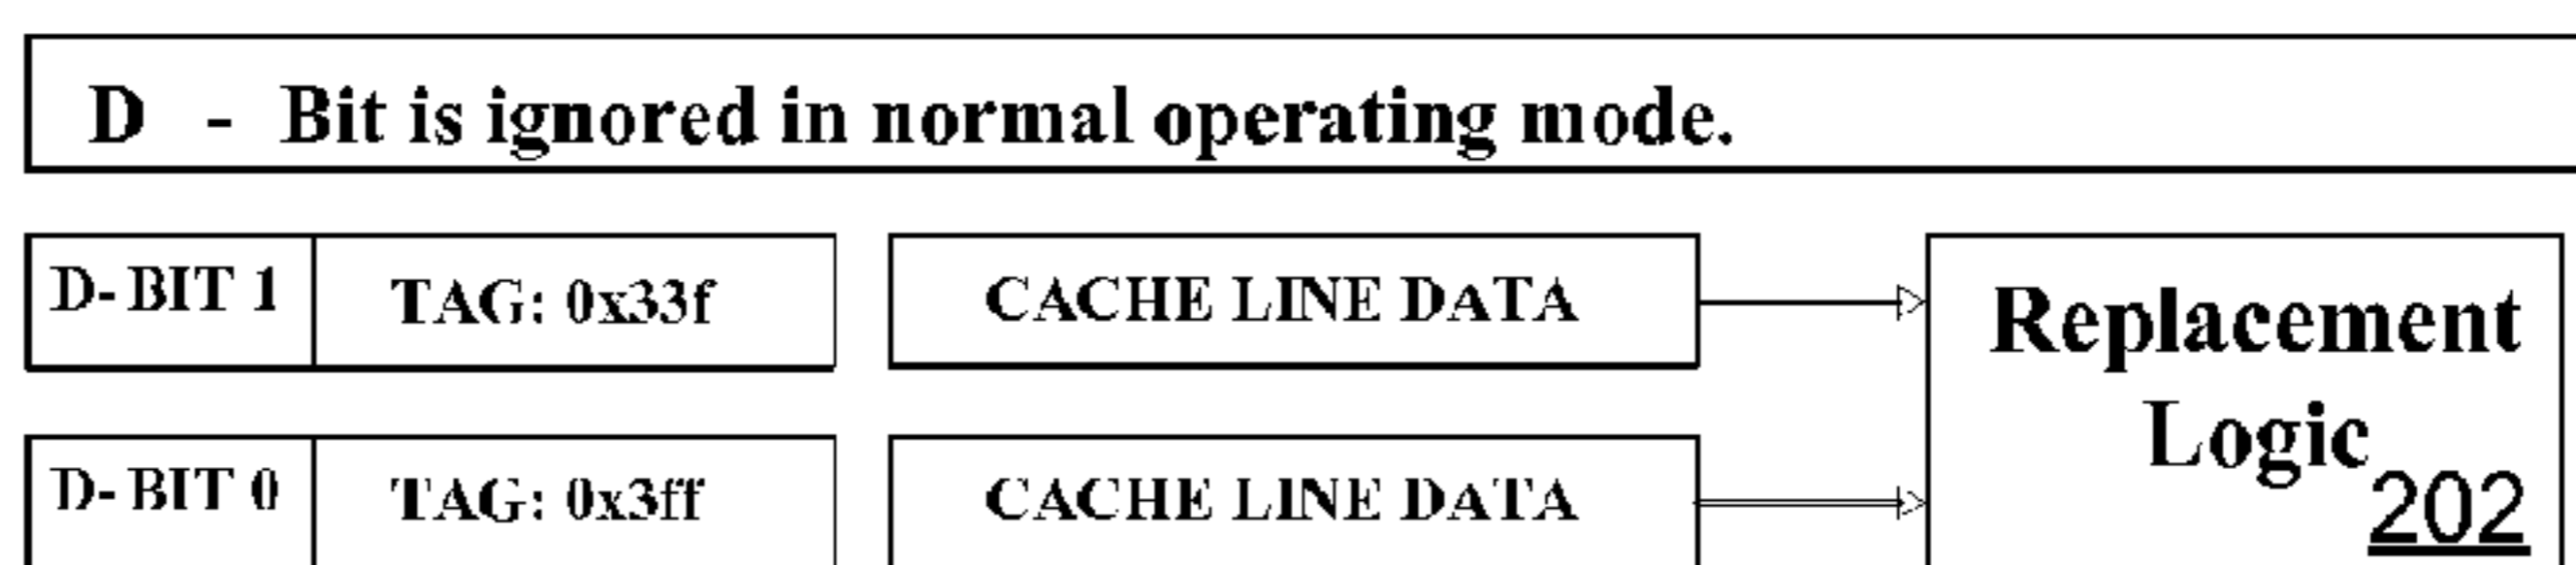 D - Bit is ignored in normal operating mode.
D- BIT 1 TAG: 0x33f CACHE LINE DATA
Replacement
Logic
D- BIT 0 TAG: 0x3ff CACHE LINE DATA
202